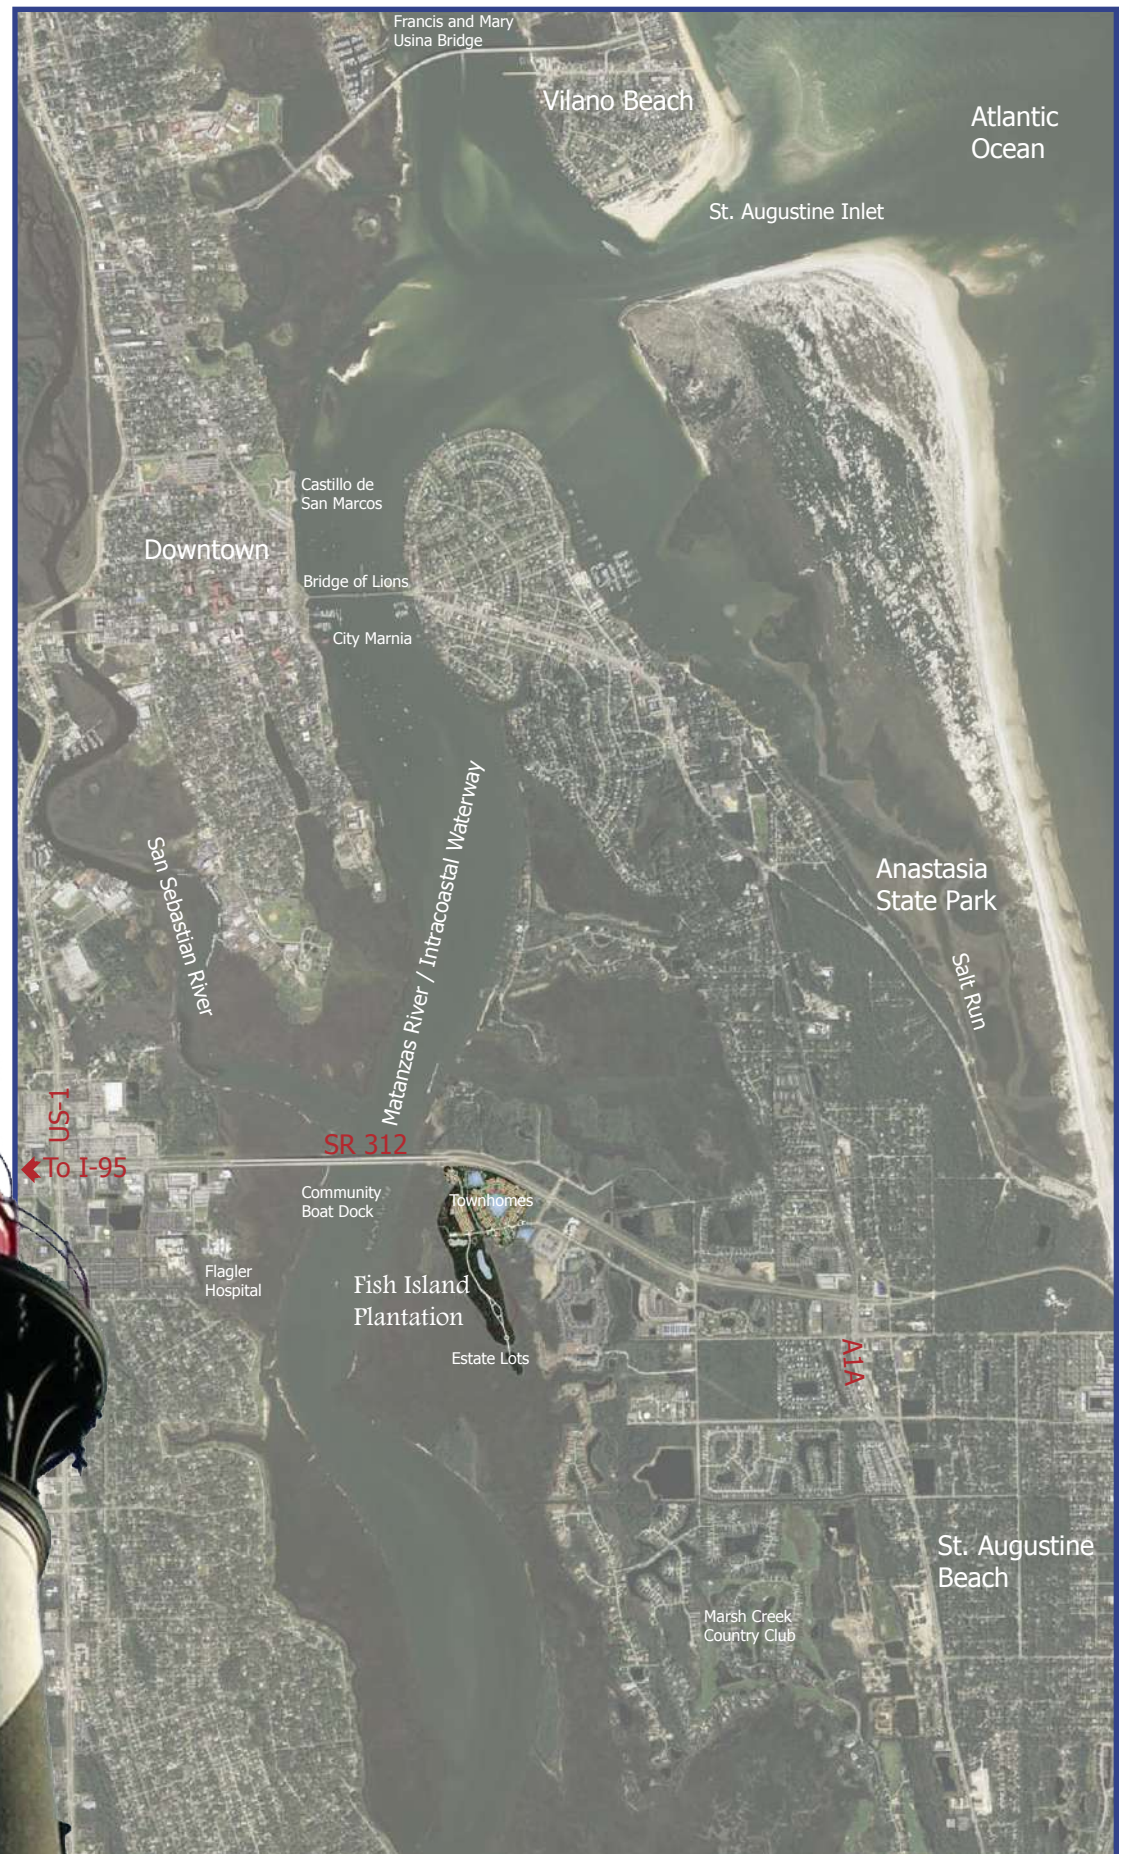 Francis and Mary
Usina Bridge
Vilano Beach
Atlantic
Ocean
St. Augustine Inlet
Castillo de
San Marcos
Downtown
Bridge of Lions
City Marnia
Matanzas River / Intracoastal Waterway
San Sebastian River
Anastasia
State Park
Salt Run
US-1
SR 312
To I-95
Community
Boat Dock
Townhomes
Flagler
Hospital
Fish Island
Plantation
Estate Lots
A1A
St. Augustine
Beach
Marsh Creek
Country Club